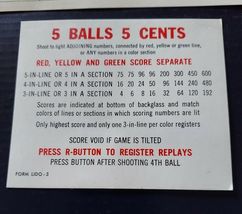 5 BALLS 5 CENTS
Shoot to light ADJOINING numbers, connected by red, yellow or green line,
or ANY numbers in a color section
RED, YELLOW AND GREEN SCORE SEPARATE
5-IN-LINE OR 5 IN A SECTION 75 75 96 96 200 300 450 600
4-IN-LINE OR 4 IN A SECTION 16 20 24 50 96 144 240 480
3-IN-LINE OR 3 IN A SECTION 4 6 8 16 32 64 120 192
Scores are indicated at bottom of backglass and match
colors of lines or sections in which numbers are lit
Only highest score and only one 3-in-line per color registers
SCORE VOID IF GAME IS TILTED
PRESS R-BUTTON TO REGISTER REPLAYS
PRESS BUTTON AFTER SHOOTING 4TH BALL
FORM LIDO-5